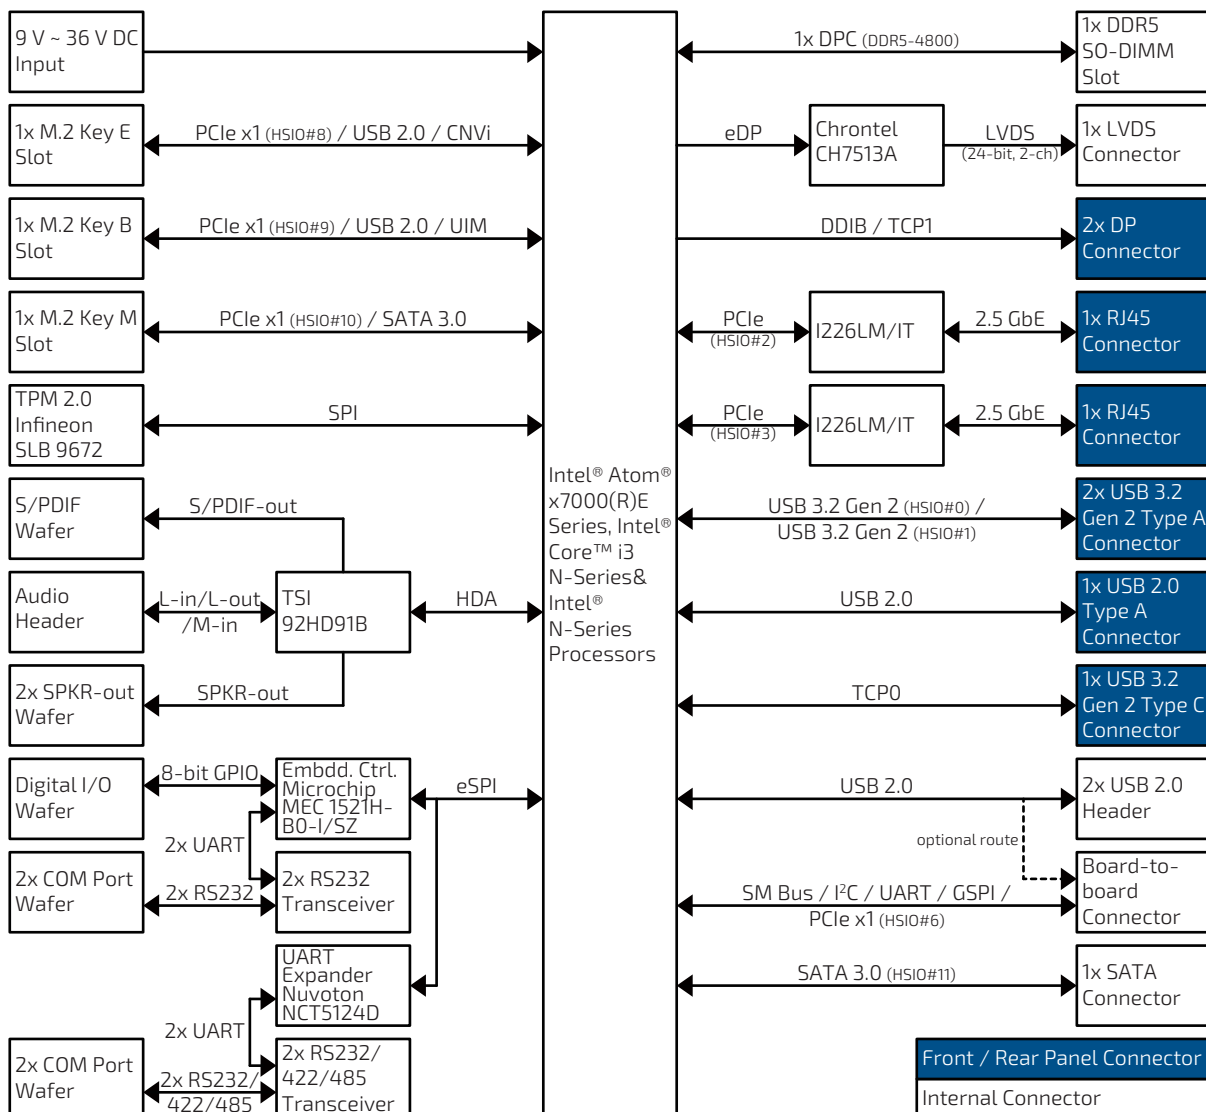 9 V ~ 36 V DC
Input
1x M.2 Key E
Slot
PCIe x1 (HSIO#8) / USB 2.0 / CNVi
1x M.2 Key B
Slot
PCIe x1 (HSIO#9) / USB 2.0 / UIM
1x M.2 Key M
Slot
PCIe x1 (HSIO#10) / SATA 3.0
TPM 2.0
Infineon
SLB 9672
SPI
S/PDIF
Wafer
S/PDIF-out
Audio
Header
L-in/L-out
/M-in
TSI
92HD91B
HDA
2x SPKR-out
Wafer
SPKR-out
Digital I/O
Wafer
8-bit GPIO
Embdd. Ctrl.
Microchip
MEC 1521H-
B0-I/SZ
eSPI
2x UART
2x COM Port
Wafer
2x RS232
2x RS232
Transceiver
UART
Expander
Nuvoton
NCT5124D
2x UART
2x COM Port
Wafer
2x RS232/
422/485
2x RS232/
422/485
Transceiver
Intel® Atom®
x7000(R)E
Series, Intel®
Core™ i3
N-Series&
Intel®
N-Series
Processors
1x DPC (DDR5-4800)
1x DDR5
SO-DIMM
Slot
eDP
Chrontel
CH7513A
LVDS
(24-bit, 2-ch)
1x LVDS
Connector
DDIB / TCP1
2x DP
Connector
PCIe
(HSIO#2)
I226LM/IT
2.5 GbE
1x RJ45
Connector
PCIe
(HSIO#3)
I226LM/IT
2.5 GbE
1x RJ45
Connector
USB 3.2 Gen 2 (HSIO#0) /
USB 3.2 Gen 2 (HSIO#1)
2x USB 3.2
Gen 2 Type A
Connector
USB 2.0
1x USB 2.0
Type A
Connector
TCP0
1x USB 3.2
Gen 2 Type C
Connector
USB 2.0
2x USB 2.0
Header
optional route
SM Bus / I²C / UART / GSPI /
PCIe x1 (HSIO#6)
Board-to-
board
Connector
SATA 3.0 (HSIO#11)
1x SATA
Connector
Front / Rear Panel Connector
Internal Connector